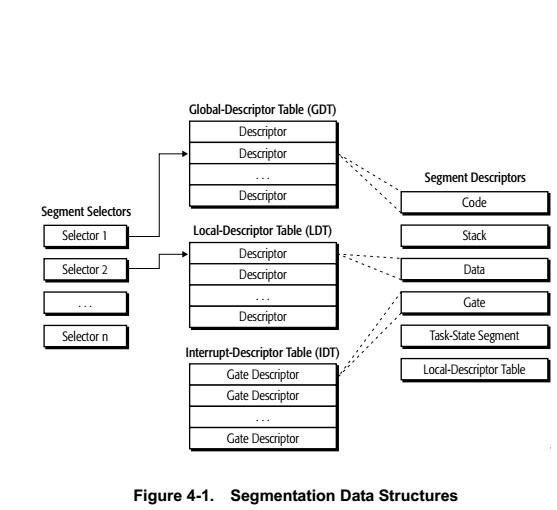 Global-Descriptor Table (GDT)
Descriptor
Descriptor
. . .
Descriptor
Segment Selectors
Selector 1
Selector 2
. . .
Selector n
Local-Descriptor Table (LDT)
Descriptor
Descriptor
. . .
Descriptor
Interrupt-Descriptor Table (IDT)
Gate Descriptor
Gate Descriptor
. . .
Gate Descriptor
Segment Descriptors
Code
Stack
Data
Gate
Task-State Segment
Local-Descriptor Table
Figure 4-1. Segmentation Data Structures